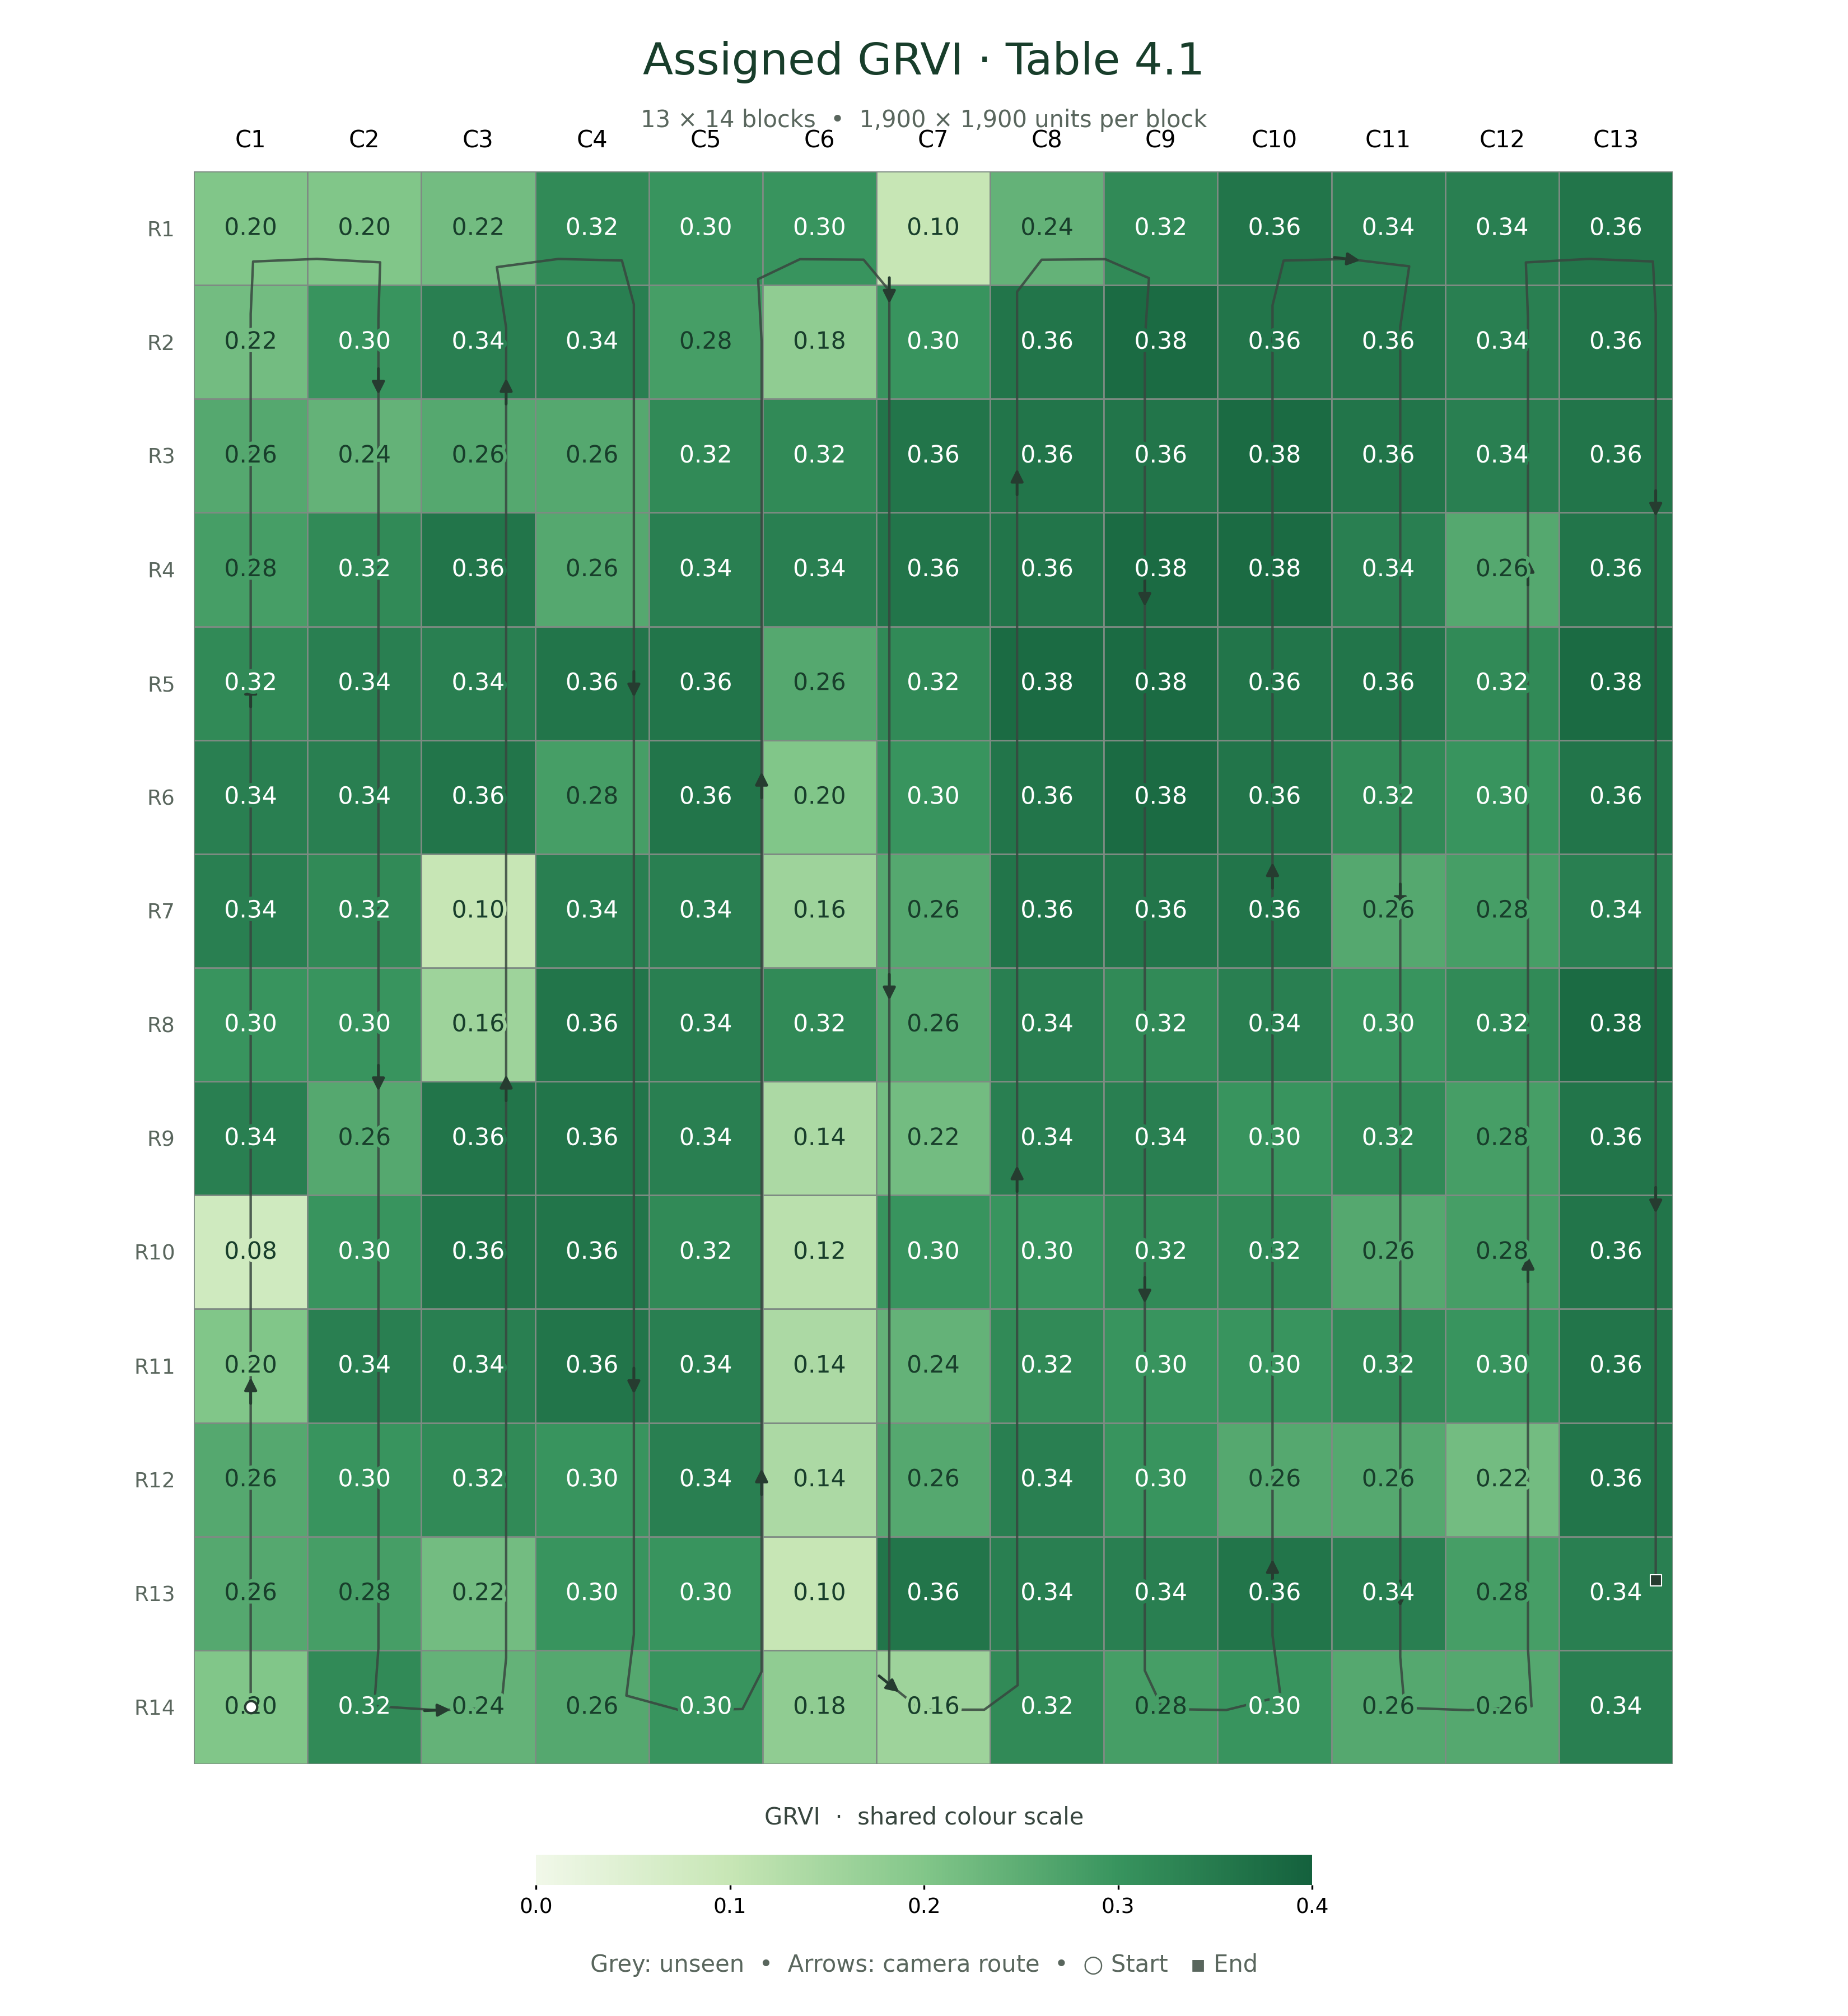 Assigned GRVI · Table 4.1
13 × 14 blocks • 1,900 × 1,900 units per block
C1 C2 C3 C4 C5 C6 C7 C8 C9 C10 C11 C12 C13
R1 0.20 0.20 0.22 0.32 0.30 0.30 0.10 0.24 0.32 0.36 0.34 0.34 0.36
R2 0.22 0.30 0.34 0.34 0.28 0.18 0.30 0.36 0.38 0.36 0.36 0.34 0.36
R3 0.26 0.24 0.26 0.26 0.32 0.32 0.36 0.36 0.36 0.38 0.36 0.34 0.36
R4 0.28 0.32 0.36 0.26 0.34 0.34 0.36 0.36 0.38 0.38 0.34 0.26 0.36
R5 0.32 0.34 0.34 0.36 0.36 0.26 0.32 0.38 0.38 0.36 0.36 0.32 0.38
R6 0.34 0.34 0.36 0.28 0.36 0.20 0.30 0.36 0.38 0.36 0.32 0.30 0.36
R7 0.34 0.32 0.10 0.34 0.34 0.16 0.26 0.36 0.36 0.36 0.26 0.28 0.34
R8 0.30 0.30 0.16 0.36 0.34 0.32 0.26 0.34 0.32 0.34 0.30 0.32 0.38
R9 0.34 0.26 0.36 0.36 0.34 0.14 0.22 0.34 0.34 0.30 0.32 0.28 0.36
R10 0.08 0.30 0.36 0.36 0.32 0.12 0.30 0.30 0.32 0.32 0.26 0.28 0.36
R11 0.20 0.34 0.34 0.36 0.34 0.14 0.24 0.32 0.30 0.30 0.32 0.30 0.36
R12 0.26 0.30 0.32 0.30 0.34 0.14 0.26 0.34 0.30 0.26 0.26 0.22 0.36
R13 0.26 0.28 0.22 0.30 0.30 0.10 0.36 0.34 0.34 0.36 0.34 0.28 0.34
R14 0.20 0.32 0.24 0.26 0.30 0.18 0.16 0.32 0.28 0.30 0.26 0.26 0.34
GRVI · shared colour scale
0.0 0.1 0.2 0.3 0.4
Grey: unseen • Arrows: camera route • ○ Start ■ End